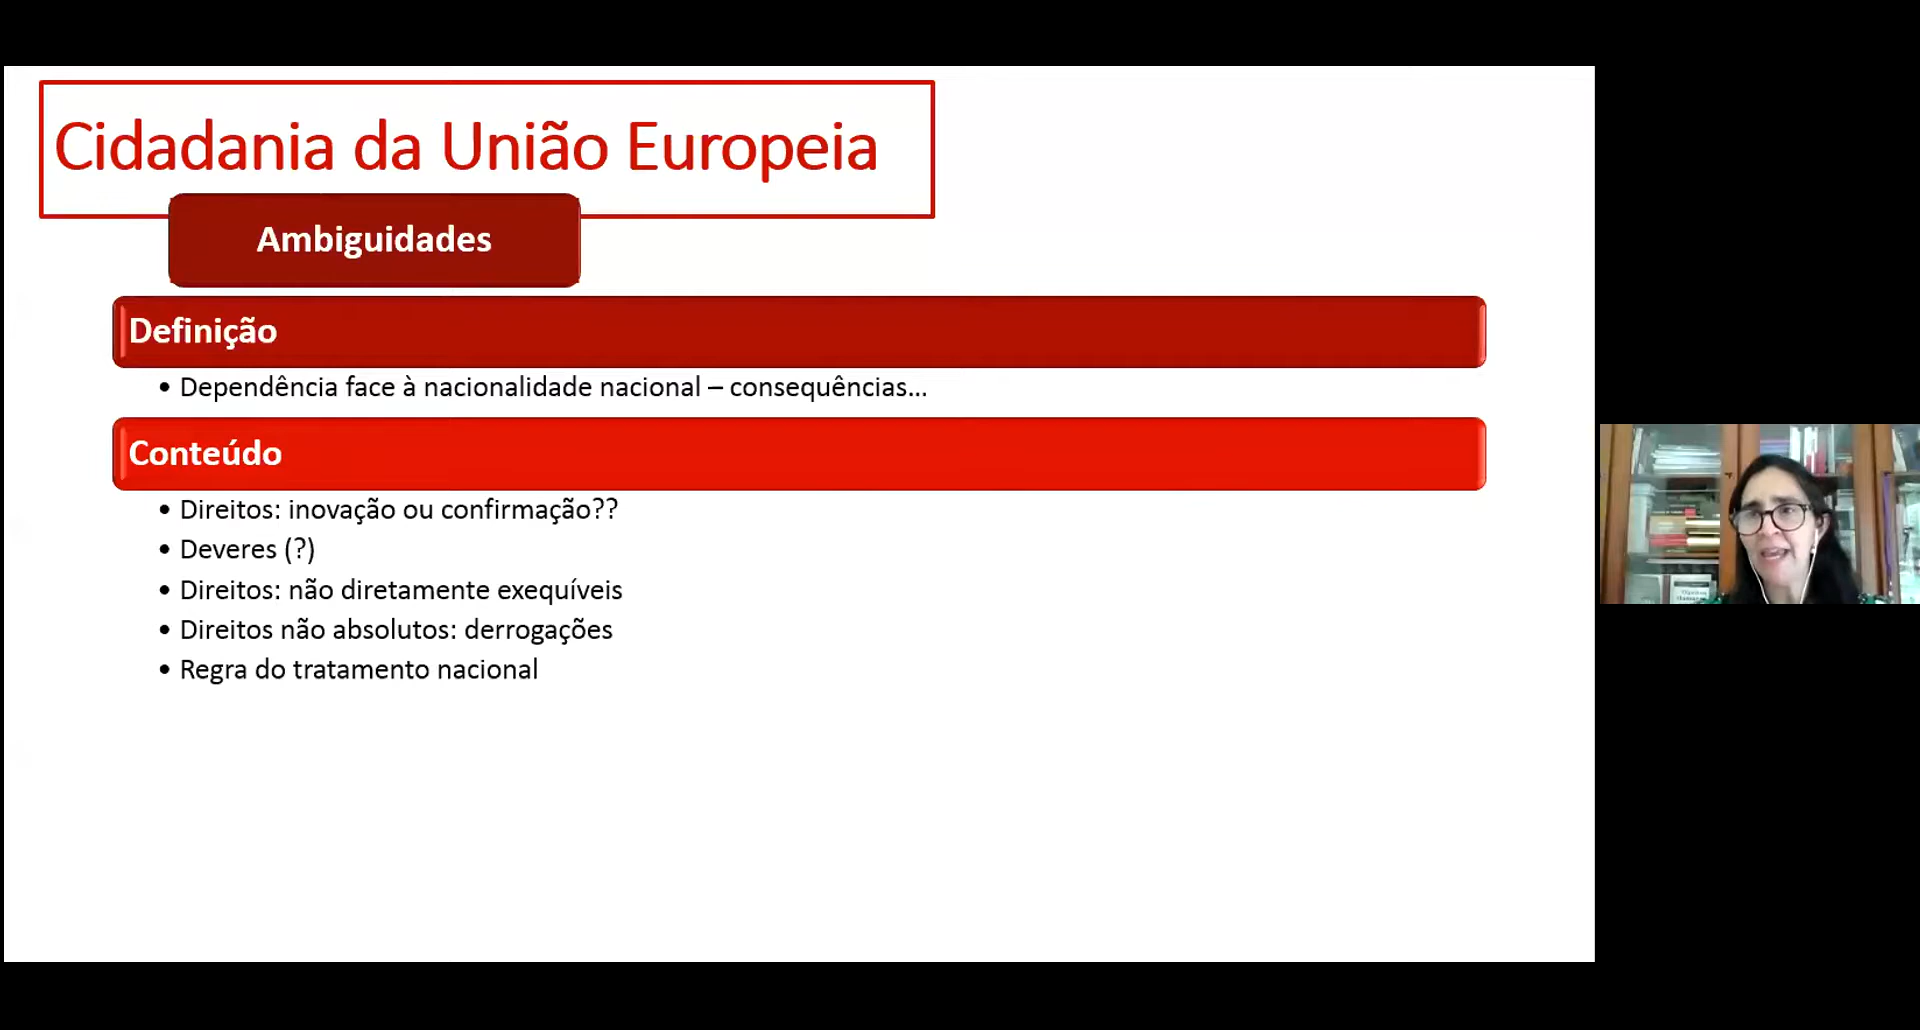 Cidadania da União Europeia
Ambiguidades
Definição
• Dependência face à nacionalidade nacional – consequências...
Conteúdo
• Direitos: inovação ou confirmação??
• Deveres (?)
• Direitos: não diretamente exequíveis
• Direitos não absolutos: derrogações
• Regra do tratamento nacional